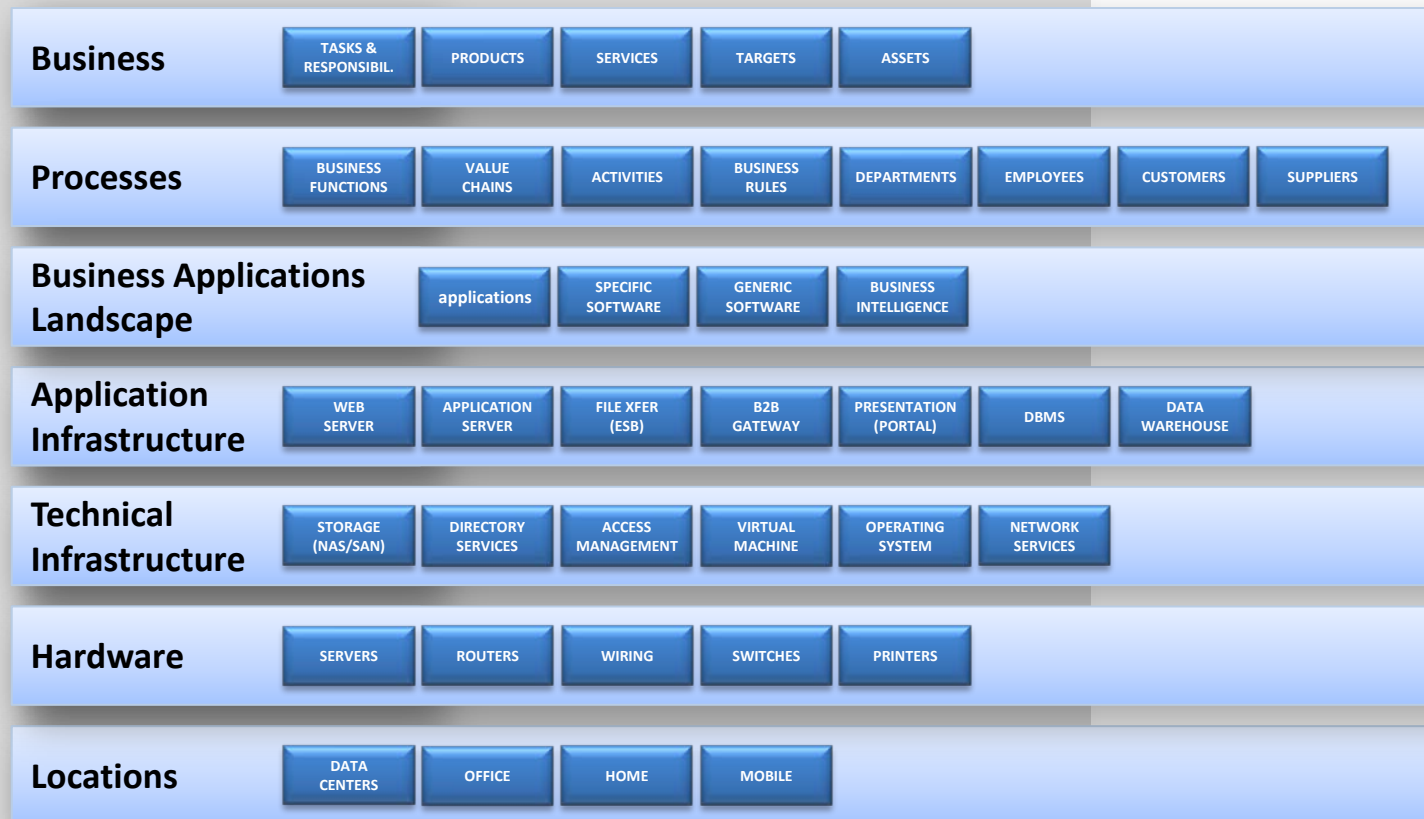 Business
TASKS &
RESPONSIBIL.
PRODUCTS
SERVICES
TARGETS
ASSETS
Processes
BUSINESS
FUNCTIONS
VALUE
CHAINS
ACTIVITIES
BUSINESS
RULES
DEPARTMENTS
EMPLOYEES
CUSTOMERS
SUPPLIERS
Business Applications
Landscape
applications
SPECIFIC
SOFTWARE
GENERIC
SOFTWARE
BUSINESS
INTELLIGENCE
Application
Infrastructure
WEB
SERVER
APPLICATION
SERVER
FILE XFER
(ESB)
B2B
GATEWAY
PRESENTATION
(PORTAL)
DBMS
DATA
WAREHOUSE
Technical
Infrastructure
STORAGE
(NAS/SAN)
DIRECTORY
SERVICES
ACCESS
MANAGEMENT
VIRTUAL
MACHINE
OPERATING
SYSTEM
NETWORK
SERVICES
Hardware
SERVERS
ROUTERS
WIRING
SWITCHES
PRINTERS
Locations
DATA
CENTERS
OFFICE
HOME
MOBILE